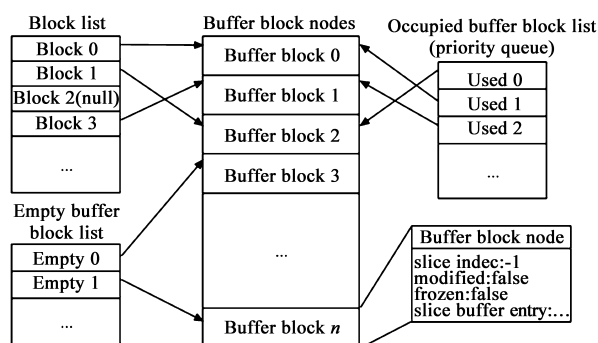 Block list
Block 0
Block 1
Block 2(null)
Block 3
...
Empty buffer
block list
Empty 0
Empty 1
...
Buffer block nodes
Buffer block 0
Buffer block 1
Buffer block 2
Buffer block 3
...
Buffer block n
Occupied buffer block list
(priority queue)
Used 0
Used 1
Used 2
...
Buffer block node
slice indec:-1
modified:false
frozen:false
slice buffer entry:...